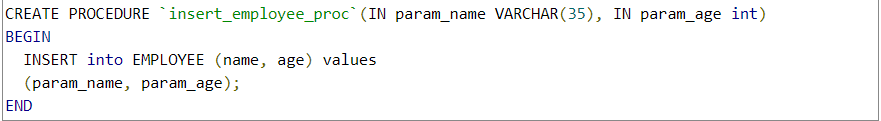 CREATE PROCEDURE `insert_employee_proc`(IN param_name VARCHAR(35), IN param_age int)
BEGIN
  INSERT into EMPLOYEE (name, age) values
  (param_name, param_age);
END